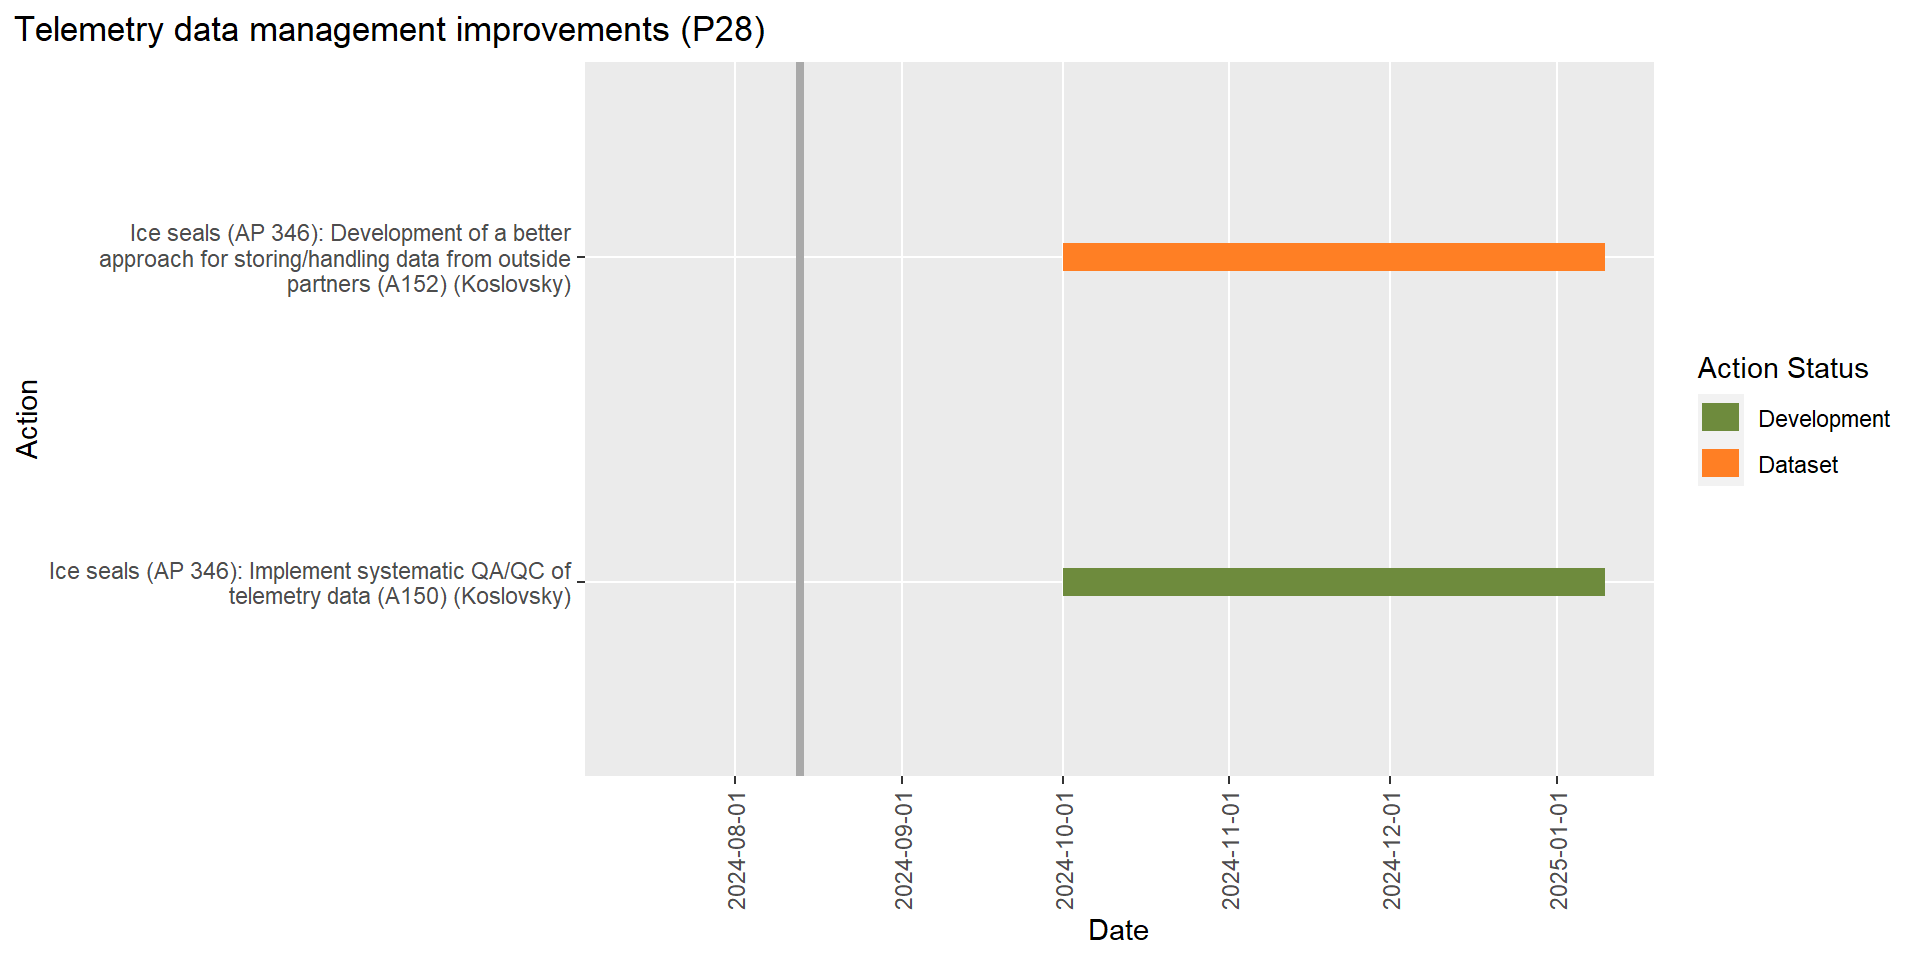 Telemetry data management improvements (P28)
Ice seals (AP 346): Development of a better
approach for storing/handling data from outside
partners (A152) (Koslovsky)
Ice seals (AP 346): Implement systematic QA/QC of
telemetry data (A150) (Koslovsky)
Action
2024-08-01
2024-09-01
2024-10-01
2024-11-01
2024-12-01
2025-01-01
Date
Action Status
Development
Dataset